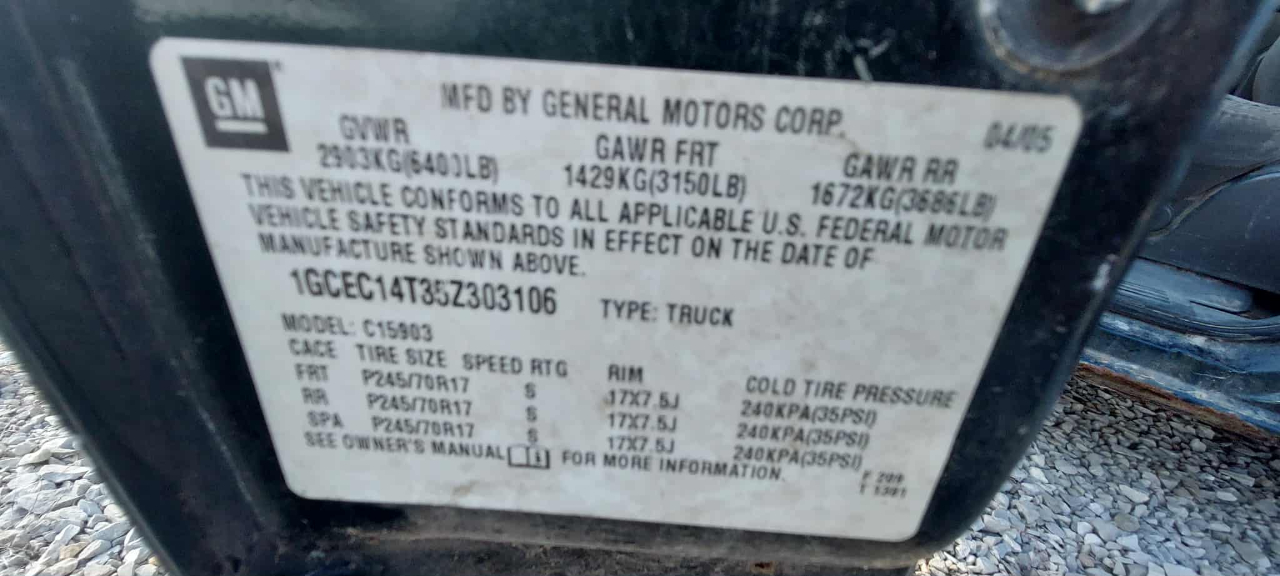 GM
MFD BY GENERAL MOTORS CORP. 04/05
GVWR GAWR FRT GAWR RR
2903KG(6400LB) 1429KG(3150LB) 1672KG(3686LB)
THIS VEHICLE CONFORMS TO ALL APPLICABLE U.S. FEDERAL MOTOR
VEHICLE SAFETY STANDARDS IN EFFECT ON THE DATE OF
MANUFACTURE SHOWN ABOVE.
1GCEC14T35Z303106 TYPE: TRUCK
MODEL: C15903
CACE TIRE SIZE SPEED RTG RIM COLD TIRE PRESSURE
FRT P245/70R17 S 17X7.5J 240KPA(35PSI)
RR P245/70R17 S 17X7.5J 240KPA(35PSI)
SPA P245/70R17 S 17X7.5J 240KPA(35PSI)
SEE OWNER'S MANUAL FOR MORE INFORMATION.
F 209